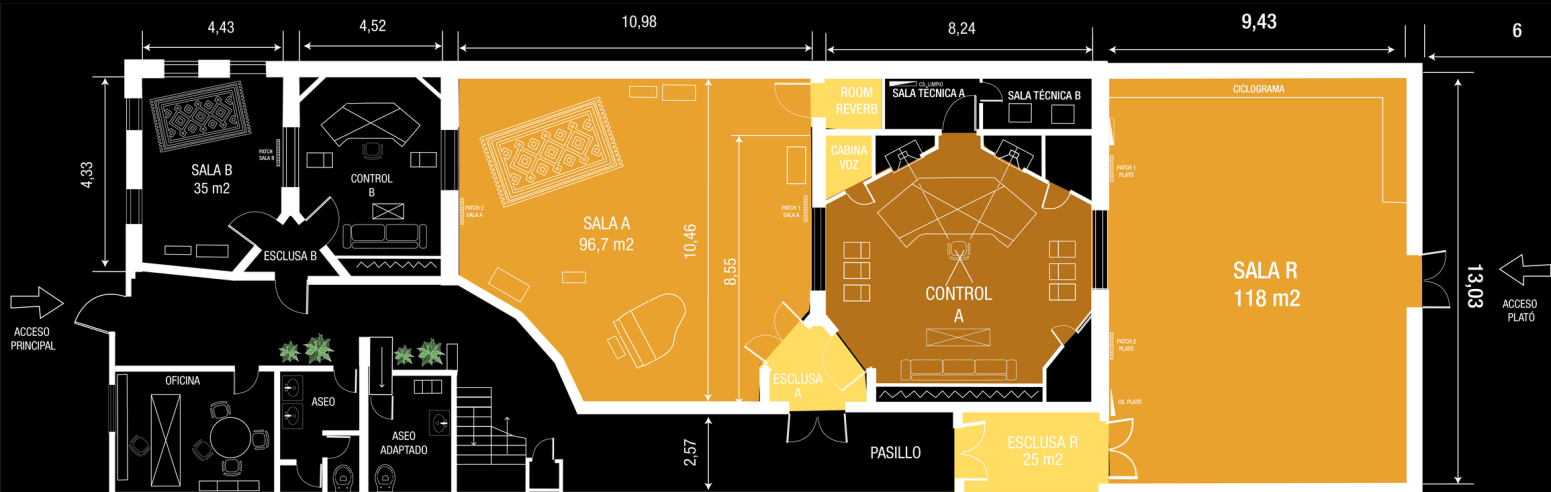 4,43
4,52
10,98
8,24
9,43
6
4,33
SALA B
35 m2
PATCH
SALA B
CONTROL
B
ESCLUSA B
PATCH 2
SALA A
SALA A
96,7 m2
10,46
8,55
PATCH 1
SALA A
ROOM
REVERB
CS_LIMPIO
SALA TÉCNICA A
SALA TÉCNICA B
CABINA
VOZ
CONTROL
A
ESCLUSA
A
CICLOGRAMA
PATCH 1
PLATÓ
SALA R
118 m2
PATCH 2
PLATÓ
CS_PLATÓ
13,03
ACCESO
PLATÓ
ACCESO
PRINCIPAL
OFICINA
ASEO
ASEO
ADAPTADO
2,57
PASILLO
ESCLUSA R
25 m2